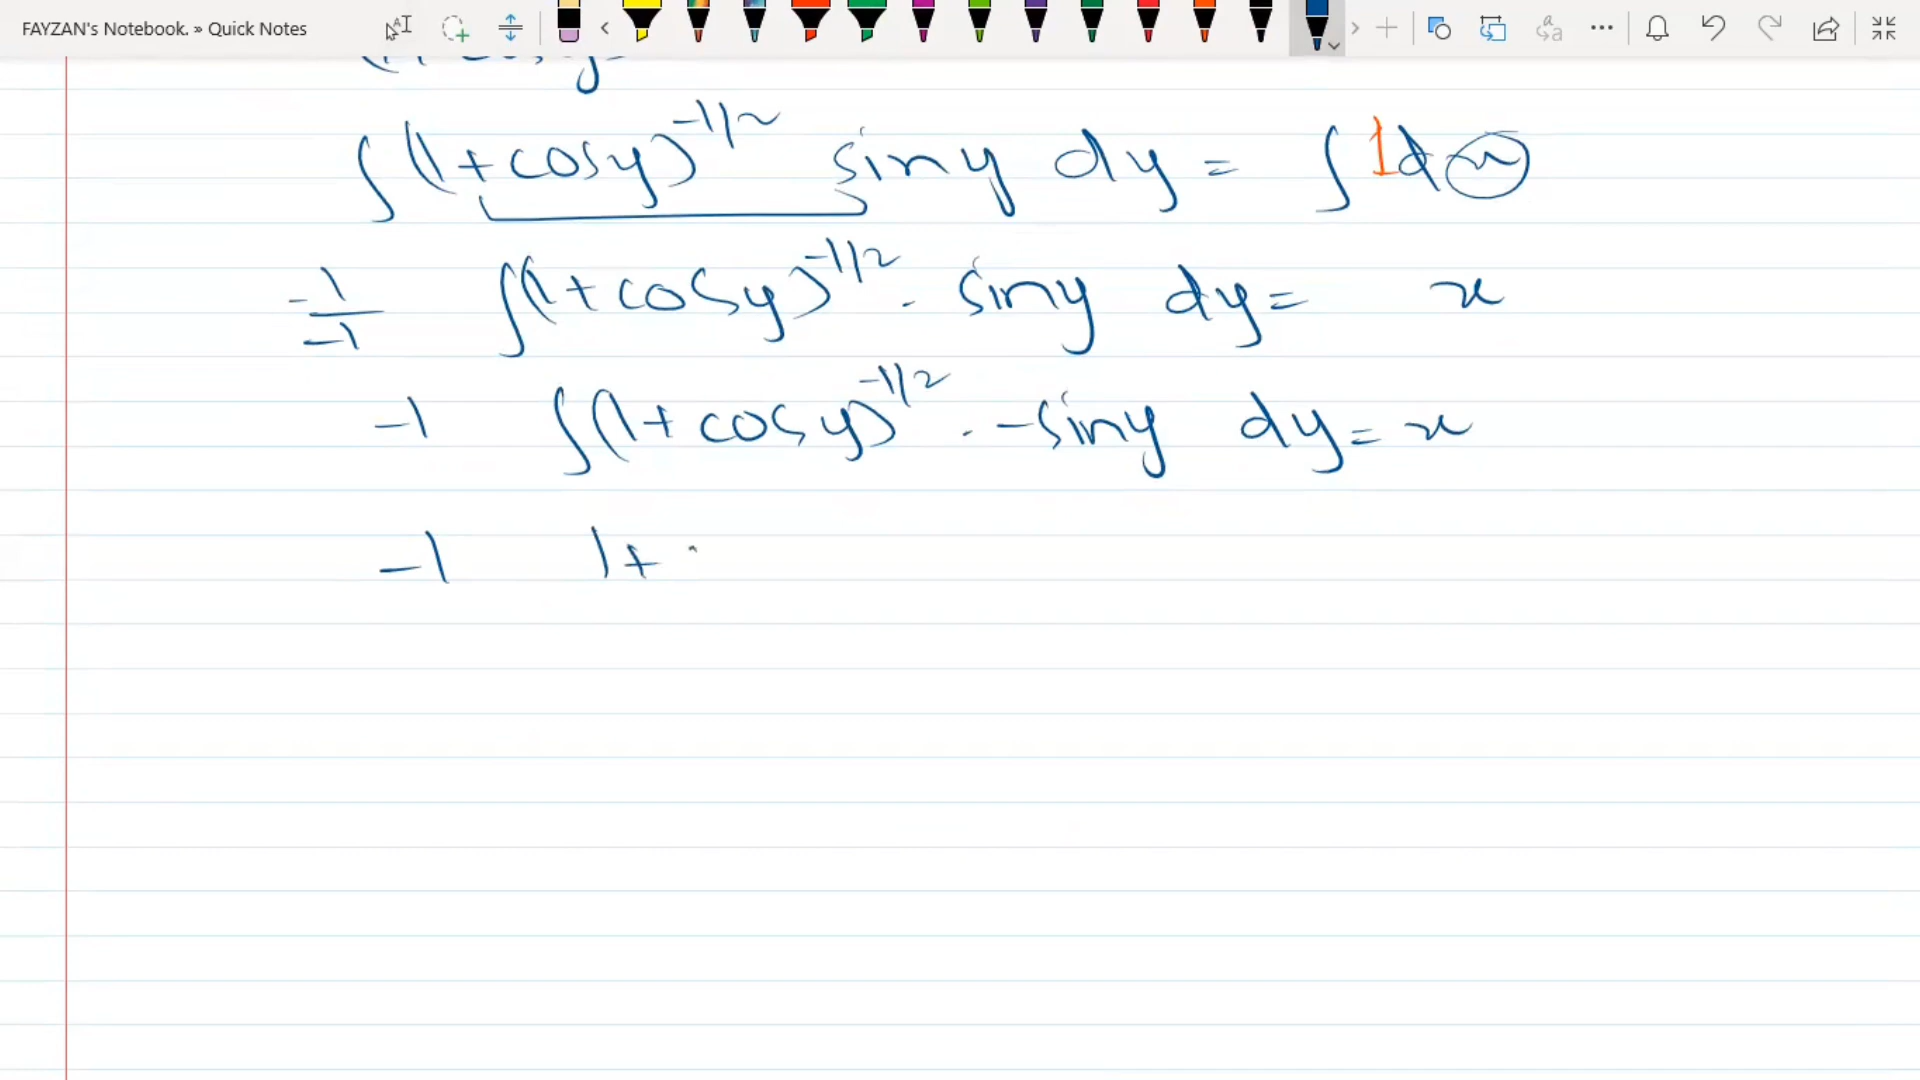 FAYZAN's Notebook. » Quick Notes
∫(1+cosy)^-1/2 siny dy = ∫1dx
-1/-1 ∫(1+cosy)^-1/2 . siny dy = x
-1 ∫(1+cosy)^-1/2 . -siny dy = x
-1 1+